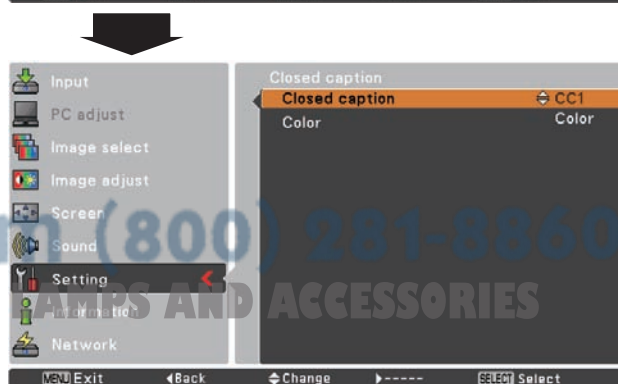 Closed caption
Input
Closed caption CC1
PC adjust
Color Color
Image select
Image adjust
Screen
Sound
m (800) 281-8860
Setting
LAMPS AND ACCESSORIES
Information
Network
MENU Exit Back Change ----- SELECT Select